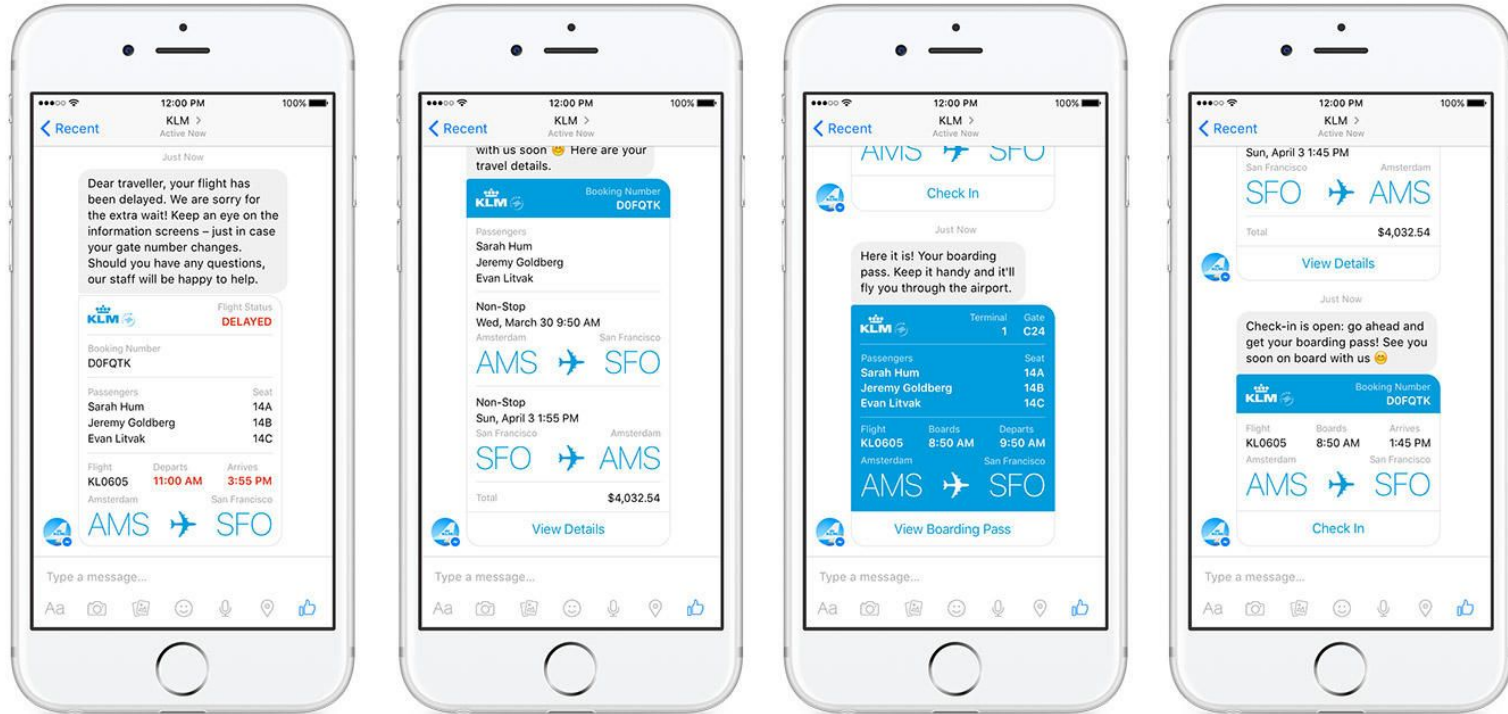 12:00 PM
100%
Recent
KLM >
Active Now
Just Now
Dear traveller, your flight has
been delayed. We are sorry for
the extra wait! Keep an eye on the
information screens – just in case
your gate number changes.
Should you have any questions,
our staff will be happy to help.
KLM
Flight Status
DELAYED
Booking Number
D0FQTK
Passengers Seat
Sarah Hum 14A
Jeremy Goldberg 14B
Evan Litvak 14C
Flight Departs Arrives
KL0605 11:00 AM 3:55 PM
Amsterdam San Francisco
AMS SFO
Type a message...
Aa
12:00 PM
100%
Recent
KLM >
Active Now
with us soon 😊 Here are your
travel details.
KLM
Booking Number
D0FQTK
Passengers
Sarah Hum
Jeremy Goldberg
Evan Litvak
Non-Stop
Wed, March 30 9:50 AM
Amsterdam San Francisco
AMS SFO
Non-Stop
Sun, April 3 1:55 PM
San Francisco Amsterdam
SFO AMS
Total $4,032.54
View Details
Type a message...
Aa
12:00 PM
100%
Recent
KLM >
Active Now
AMS SFO
Check In
Just Now
Here it is! Your boarding
pass. Keep it handy and it'll
fly you through the airport.
KLM
Terminal Gate
1 C24
Passengers Seat
Sarah Hum 14A
Jeremy Goldberg 14B
Evan Litvak 14C
Flight Boards Departs
KL0605 8:50 AM 9:50 AM
Amsterdam San Francisco
AMS SFO
View Boarding Pass
Type a message...
Aa
12:00 PM
100%
Recent
KLM >
Active Now
Sun, April 3 1:45 PM
San Francisco Amsterdam
SFO AMS
Total $4,032.54
View Details
Just Now
Check-in is open: go ahead and
get your boarding pass! See you
soon on board with us 😊
KLM
Booking Number
D0FQTK
Flight Boards Arrives
KL0605 8:50 AM 1:45 PM
Amsterdam San Francisco
AMS SFO
Check In
Type a message...
Aa